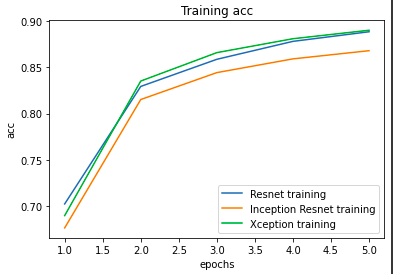 Training acc
0.90
0.85
0.80
0.75
0.70
acc
1.0
1.5
2.0
2.5
3.0
3.5
4.0
4.5
5.0
epochs
Resnet training
Inception Resnet training
Xception training